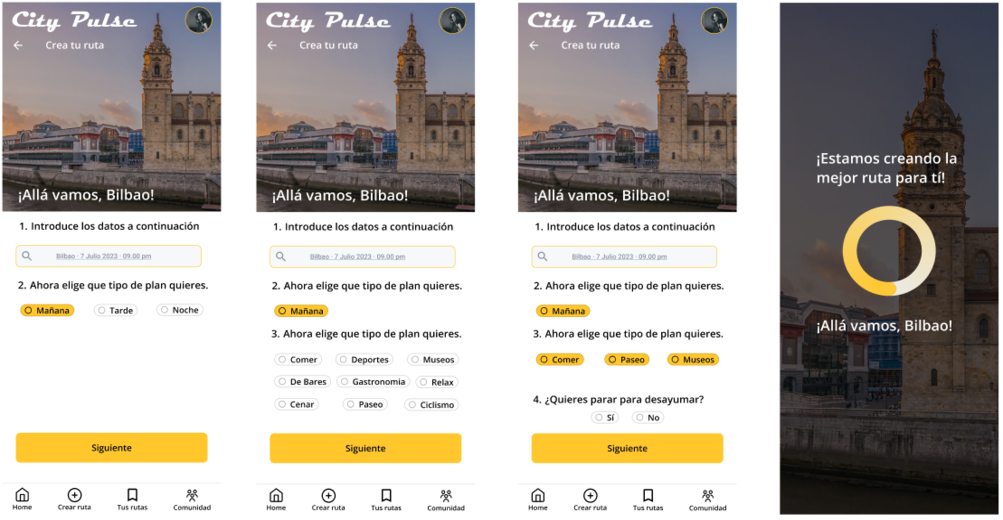 City Pulse
Crea tu ruta
¡Allá vamos, Bilbao!
1. Introduce los datos a continuación
Bilbao - 7 Julio 2023 - 09.00 pm
2. Ahora elige que tipo de plan quieres.
Mañana
Tarde
Noche
Siguiente
Home
Crear ruta
Tus rutas
Comunidad
City Pulse
Crea tu ruta
¡Allá vamos, Bilbao!
1. Introduce los datos a continuación
Bilbao - 7 Julio 2023 - 09.00 pm
2. Ahora elige que tipo de plan quieres.
Mañana
3. Ahora elige que tipo de plan quieres.
Comer
Deportes
Museos
De Bares
Gastronomia
Relax
Cenar
Paseo
Ciclismo
Siguiente
Home
Crear ruta
Tus rutas
Comunidad
City Pulse
Crea tu ruta
¡Allá vamos, Bilbao!
1. Introduce los datos a continuación
Bilbao - 7 Julio 2023 - 09.00 pm
2. Ahora elige que tipo de plan quieres.
Mañana
3. Ahora elige que tipo de plan quieres.
Comer
Paseo
Museos
4. ¿Quieres parar para desayumar?
Sí
No
Siguiente
Home
Crear ruta
Tus rutas
Comunidad
¡Estamos creando la
mejor ruta para tí!
¡Allá vamos, Bilbao!